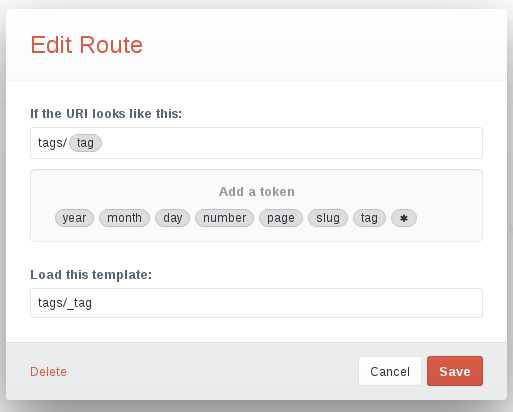 Edit Route
If the URI looks like this:
tags/ tag
Add a token
year month day number page slug tag ✱
Load this template:
tags/_tag
Delete Cancel Save